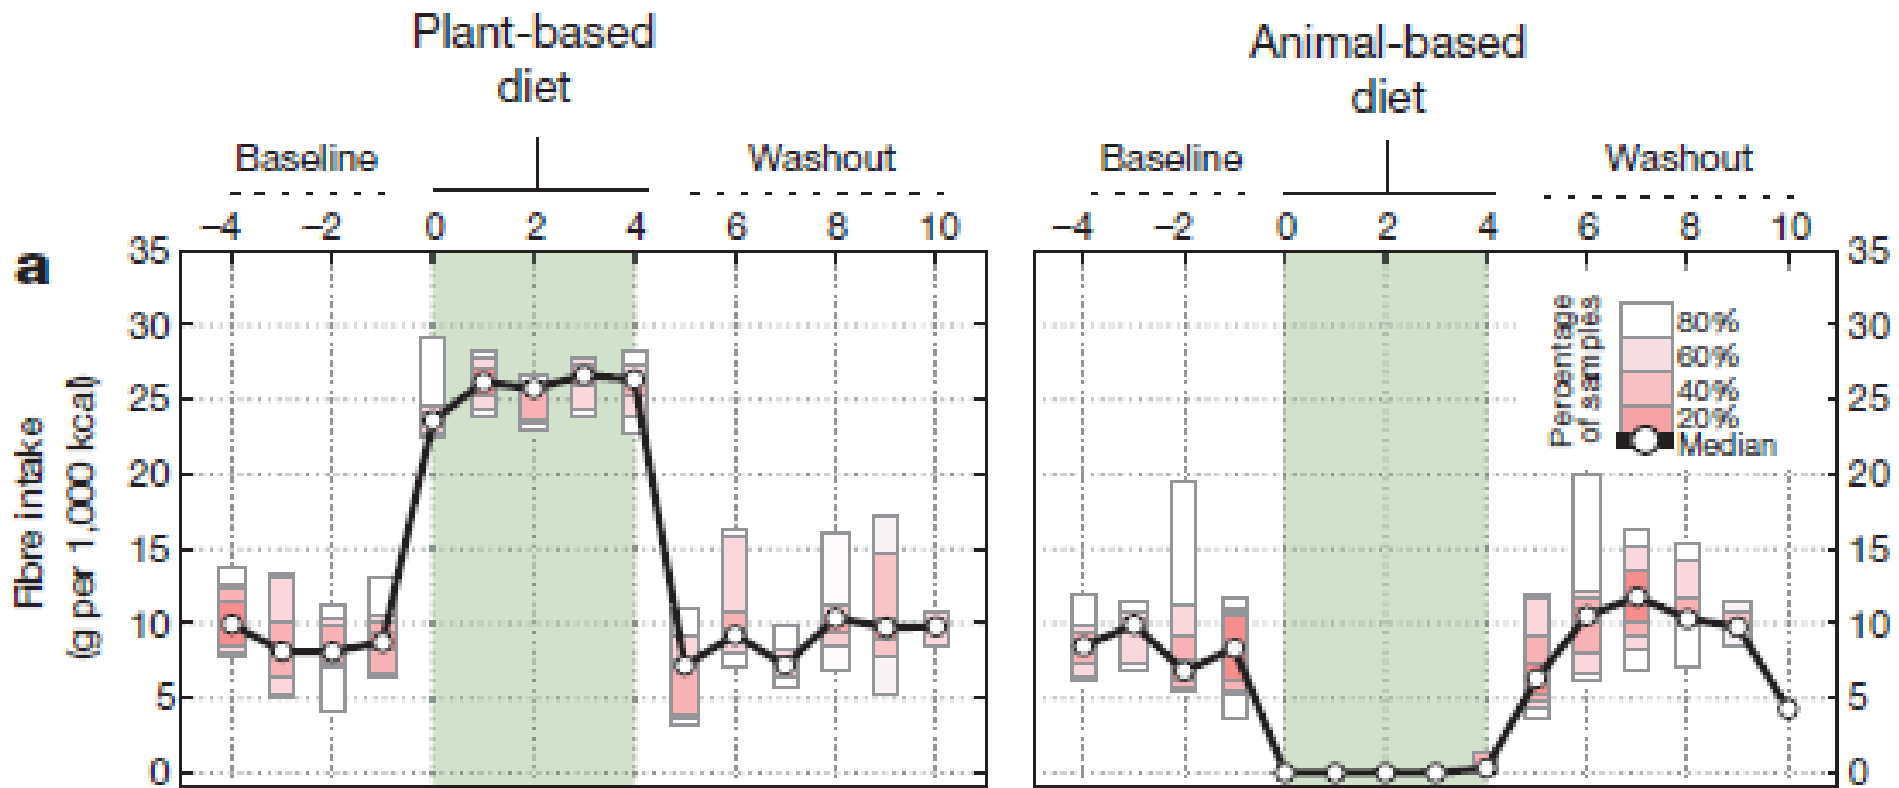 Plant-based
diet
Animal-based
diet
Baseline
Washout
Baseline
Washout
–4 –2 0 2 4 6 8 10
–4 –2 0 2 4 6 8 10
a
35
30
25
20
15
10
5
0
Fibre intake
(g per 1,000 kcal)
Percentage
of samples
80%
60%
40%
20%
Median
35
30
25
20
15
10
5
0